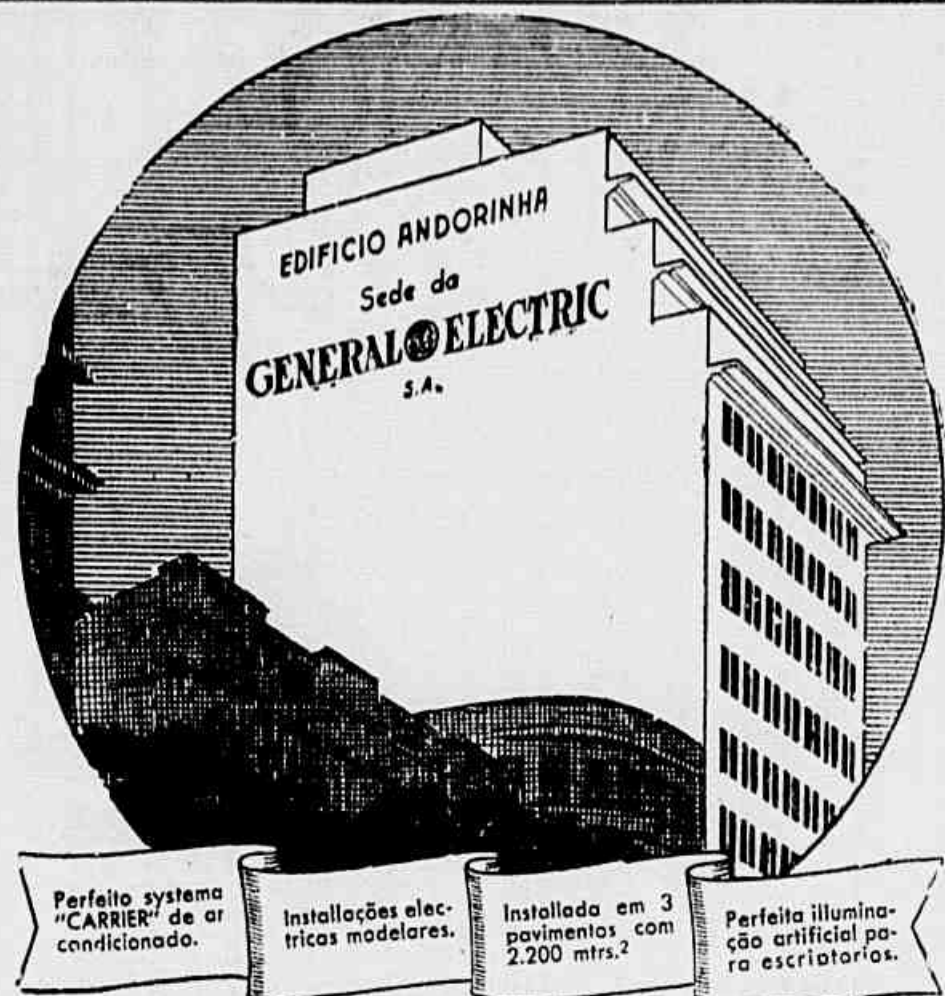 EDIFICIO ANDORINHA
Sede da
GENERAL GE ELECTRIC
S.A.
Perfeito systema
"CARRIER" de ar
condicionado.
Installações elec-
tricas modelares.
Installada em 3
pavimentos com
2.200 mtrs.²
Perfeita illumina-
ção artificial pa-
ra escriptorios.